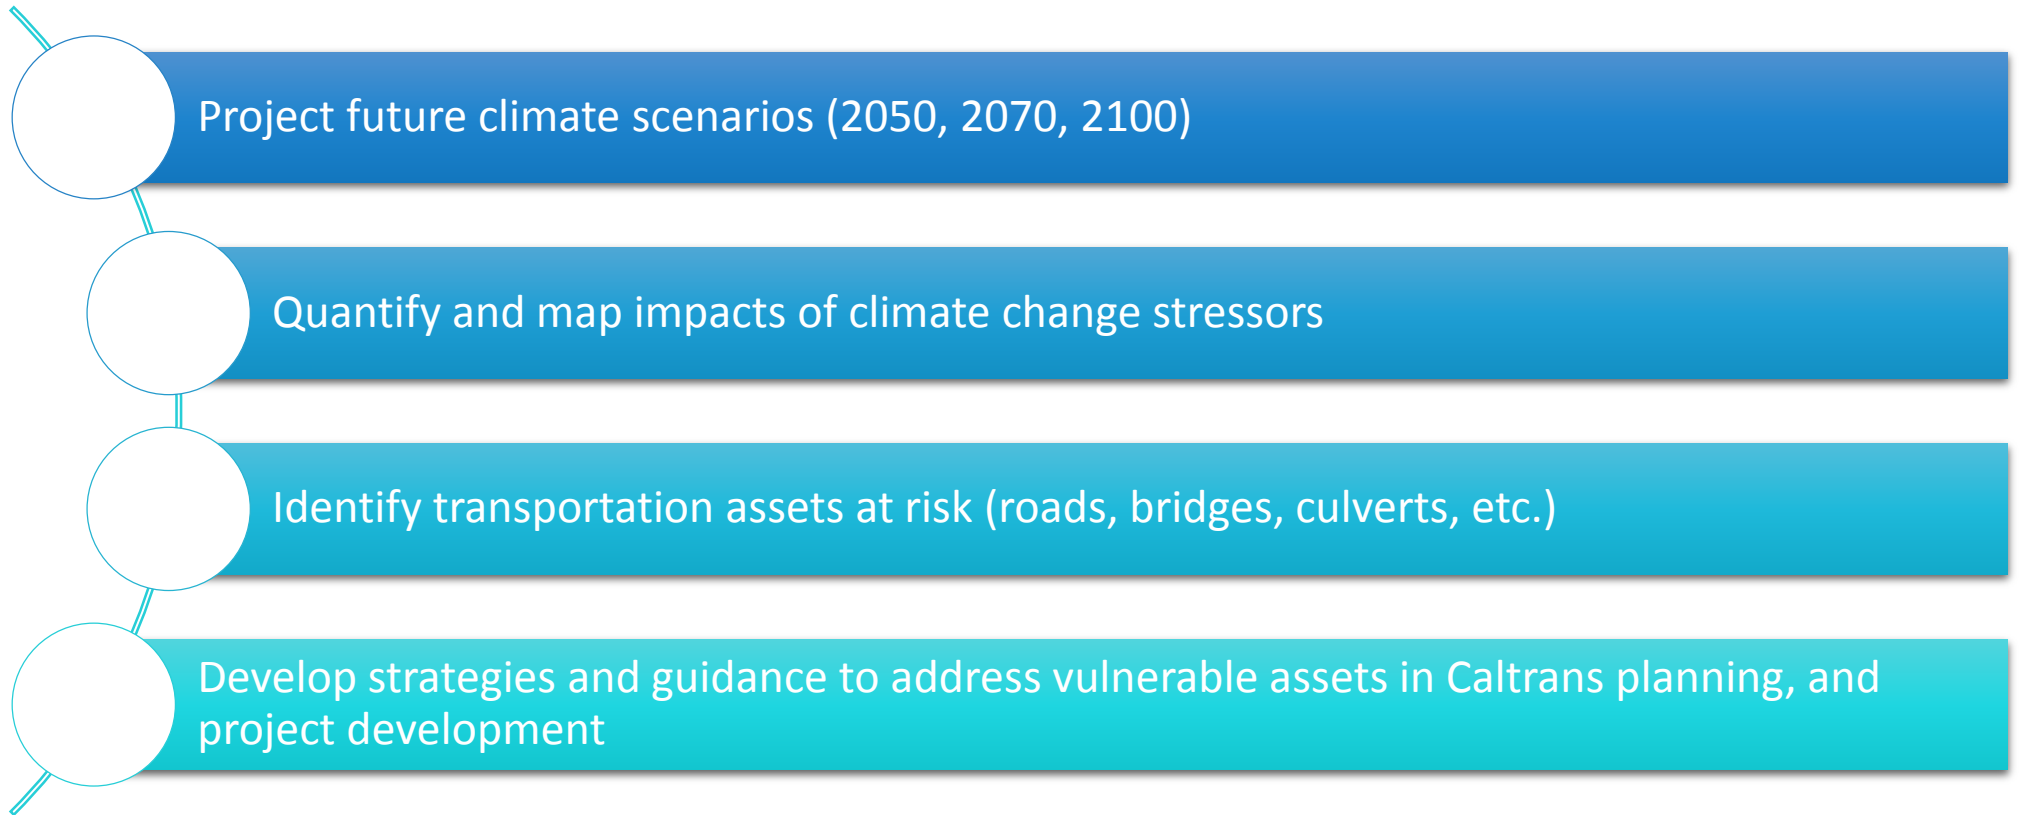 Project future climate scenarios (2050, 2070, 2100)
Quantify and map impacts of climate change stressors
Identify transportation assets at risk (roads, bridges, culverts, etc.)
Develop strategies and guidance to address vulnerable assets in Caltrans planning, and
project development